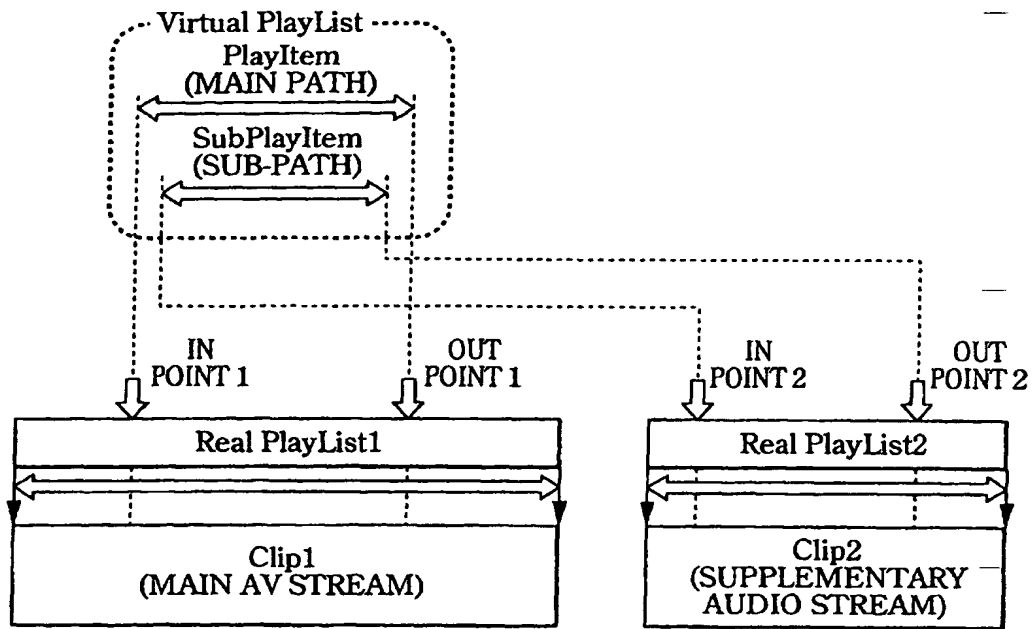 Virtual PlayList
PlayItem
(MAIN PATH)
SubPlayItem
(SUB-PATH)
IN
POINT 1
OUT
POINT 1
IN
POINT 2
OUT
POINT 2
Real PlayList1
Real PlayList2
Clip1
(MAIN AV STREAM)
Clip2
(SUPPLEMENTARY
AUDIO STREAM)